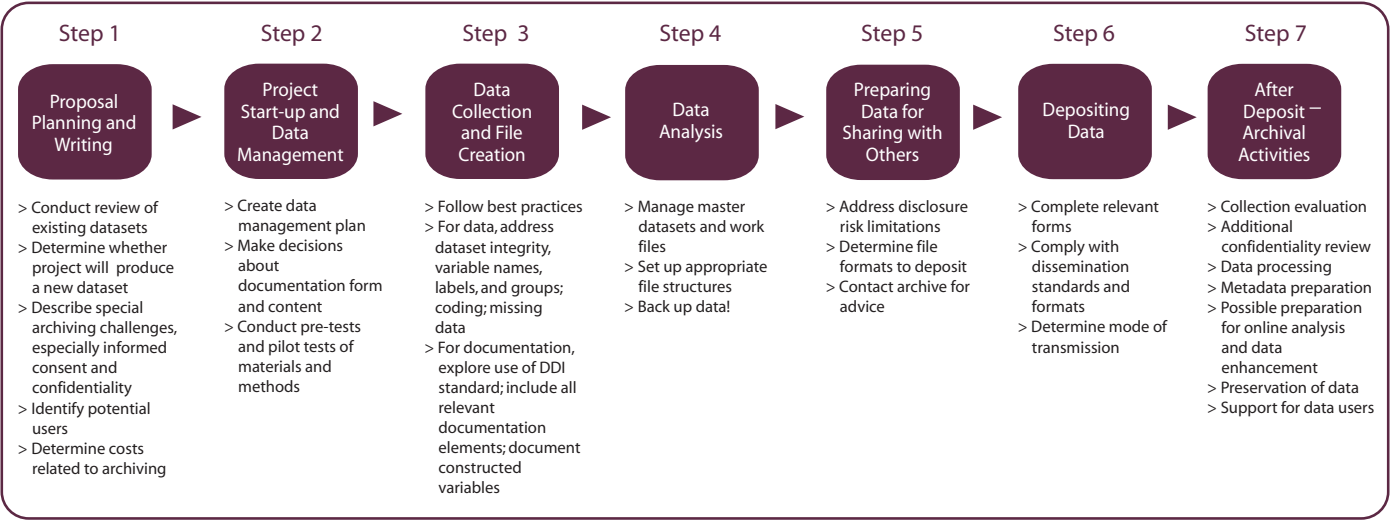 Step 1
Proposal
Planning and
Writing
> Conduct review of
existing datasets
> Determine whether
project will produce
a new dataset
> Describe special
archiving challenges,
especially informed
consent and
confidentiality
> Identify potential
users
> Determine costs
related to archiving
Step 2
Project
Start-up and
Data
Management
> Create data
management plan
> Make decisions
about
documentation form
and content
> Conduct pre-tests
and pilot tests of
materials and
methods
Step 3
Data
Collection
and File
Creation
> Follow best practices
> For data, address
dataset integrity,
variable names,
labels, and groups;
coding; missing
data
> For documentation,
explore use of DDI
standard; include all
relevant
documentation
elements; document
constructed
variables
Step 4
Data
Analysis
> Manage master
datasets and work
files
> Set up appropriate
file structures
> Back up data!
Step 5
Preparing
Data for
Sharing with
Others
> Address disclosure
risk limitations
> Determine file
formats to deposit
> Contact archive for
advice
Step 6
Depositing
Data
> Complete relevant
forms
> Comply with
dissemination
standards and
formats
> Determine mode of
transmission
Step 7
After
Deposit –
Archival
Activities
> Collection evaluation
> Additional
confidentiality review
> Data processing
> Metadata preparation
> Possible preparation
for online analysis
and data
enhancement
> Preservation of data
> Support for data users